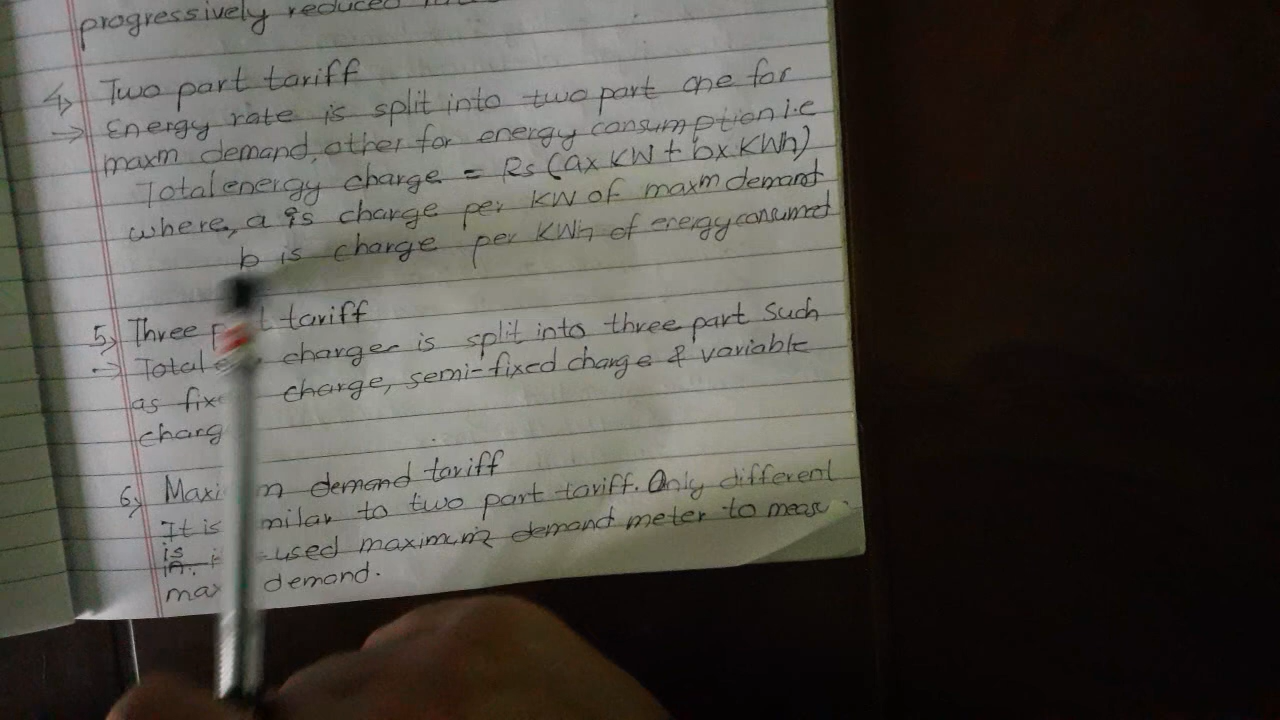 progressively reduced
4) Two part tariff
→ Energy rate is split into two part one for
maxm demand, other for energy consumption i.e
Total energy charge = Rs (a x KW + b x KWh)
where, a is charge per KW of maxm demand
b is charge per KWh of energy consumed
5) Three tariff
→ Total charge is split into three part such
as charge, semi-fixed charge & variable
charg
6) demand tariff
It is to two part tariff. Only different
is used maximum demand meter to
demand.